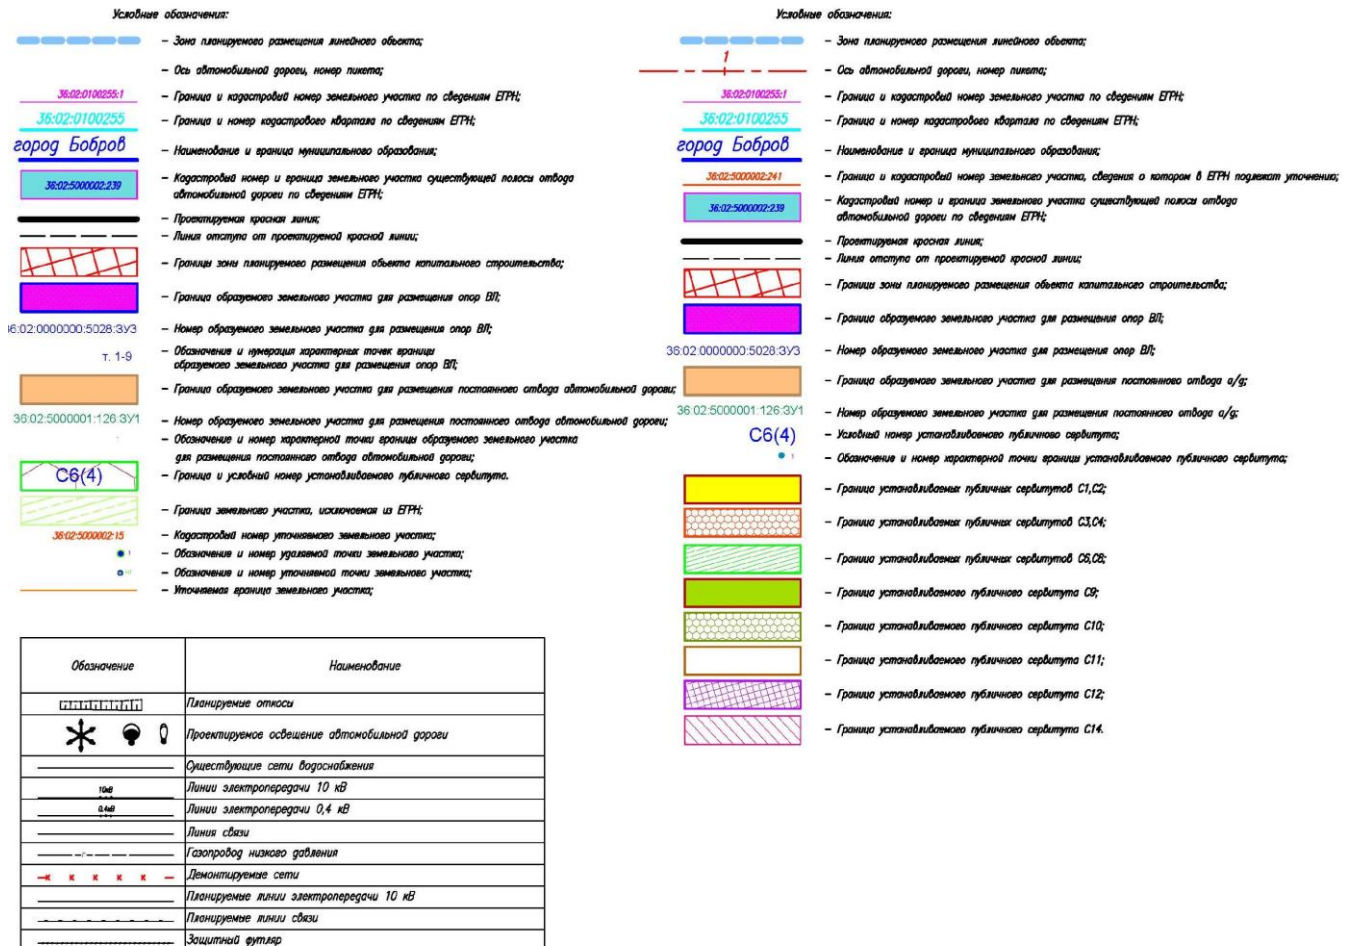 Условные обозначения:
– Зона планируемого размещения линейного объекта;
– Ось автомобильной дороги, номер пикета;
36:02:0100255:1
– Граница и кадастровый номер земельного участка по сведениям ЕГРН;
36:02:0100255
– Граница и номер кадастрового квартала по сведениям ЕГРН;
город Бобров
– Наименование и граница муниципального образования;
36:02:5000002:239
– Кадастровый номер и граница земельного участка существующей полосы отвода
автомобильной дороги по сведениям ЕГРН;
– Проектируемая красная линия;
– Линия отступа от проектируемой красной линии;
– Границы зоны планируемого размещения объекта капитального строительства;
– Граница образуемого земельного участка для размещения опор ВЛ;
36:02:0000000:5028:ЗУ3
– Номер образуемого земельного участка для размещения опор ВЛ;
т. 1-9
– Обозначение и нумерация характерных точек границы
образуемого земельного участка для размещения опор ВЛ;
– Граница образуемого земельного участка для размещения постоянного отвода автомобильной дороги;
36:02:5000001:126:ЗУ1
– Номер образуемого земельного участка для размещения постоянного отвода автомобильной дороги;
– Обозначение и номер характерной точки границы образуемого земельного участка
для размещения постоянного отвода автомобильной дороги;
С6(4)
– Граница и условный номер устанавливаемого публичного сервитута.
– Граница земельного участка, исключаемая из ЕГРН;
36:02:5000002:15
– Кадастровый номер уточняемого земельного участка;
– Обозначение и номер удаляемой точки земельного участка;
– Обозначение и номер уточняемой точки земельного участка;
– Уточняемая граница земельного участка;
Обозначение
Наименование
Планируемые откосы
Проектируемое освещение автомобильной дороги
Существующие сети водоснабжения
10кВ
Линии электропередачи 10 кВ
0,4кВ
Линии электропередачи 0,4 кВ
Линия связи
Газопровод низкого давления
Демонтируемые сети
Планируемые линии электропередачи 10 кВ
Планируемые линии связи
Защитный футляр
Условные обозначения:
– Зона планируемого размещения линейного объекта;
1
– Ось автомобильной дороги, номер пикета;
36:02:0100255:1
– Граница и кадастровый номер земельного участка по сведениям ЕГРН;
36:02:0100255
– Граница и номер кадастрового квартала по сведениям ЕГРН;
город Бобров
– Наименование и граница муниципального образования;
36:02:5000002:241
– Граница и кадастровый номер земельного участка, сведения о котором в ЕГРН подлежат уточнению;
36:02:5000002:239
– Кадастровый номер и граница земельного участка существующей полосы отвода
автомобильной дороги по сведениям ЕГРН;
– Проектируемая красная линия;
– Линия отступа от проектируемой красной линии;
– Границы зоны планируемого размещения объекта капитального строительства;
– Граница образуемого земельного участка для размещения опор ВЛ;
36:02:0000000:5028:ЗУ3
– Номер образуемого земельного участка для размещения опор ВЛ;
– Граница образуемого земельного участка для размещения постоянного отвода а/д;
36:02:5000001:126:ЗУ1
– Номер образуемого земельного участка для размещения постоянного отвода а/д;
С6(4)
– Условный номер устанавливаемого публичного сервитута;
– Обозначение и номер характерной точки границы устанавливаемого публичного сервитута;
– Граница устанавливаемых публичных сервитутов С1,С2;
– Граница устанавливаемых публичных сервитутов С3,С4;
– Граница устанавливаемых публичных сервитутов С6,С8;
– Граница устанавливаемого публичного сервитута С9;
– Граница устанавливаемого публичного сервитута С10;
– Граница устанавливаемого публичного сервитута С11;
– Граница устанавливаемого публичного сервитута С12;
– Граница устанавливаемого публичного сервитута С14.